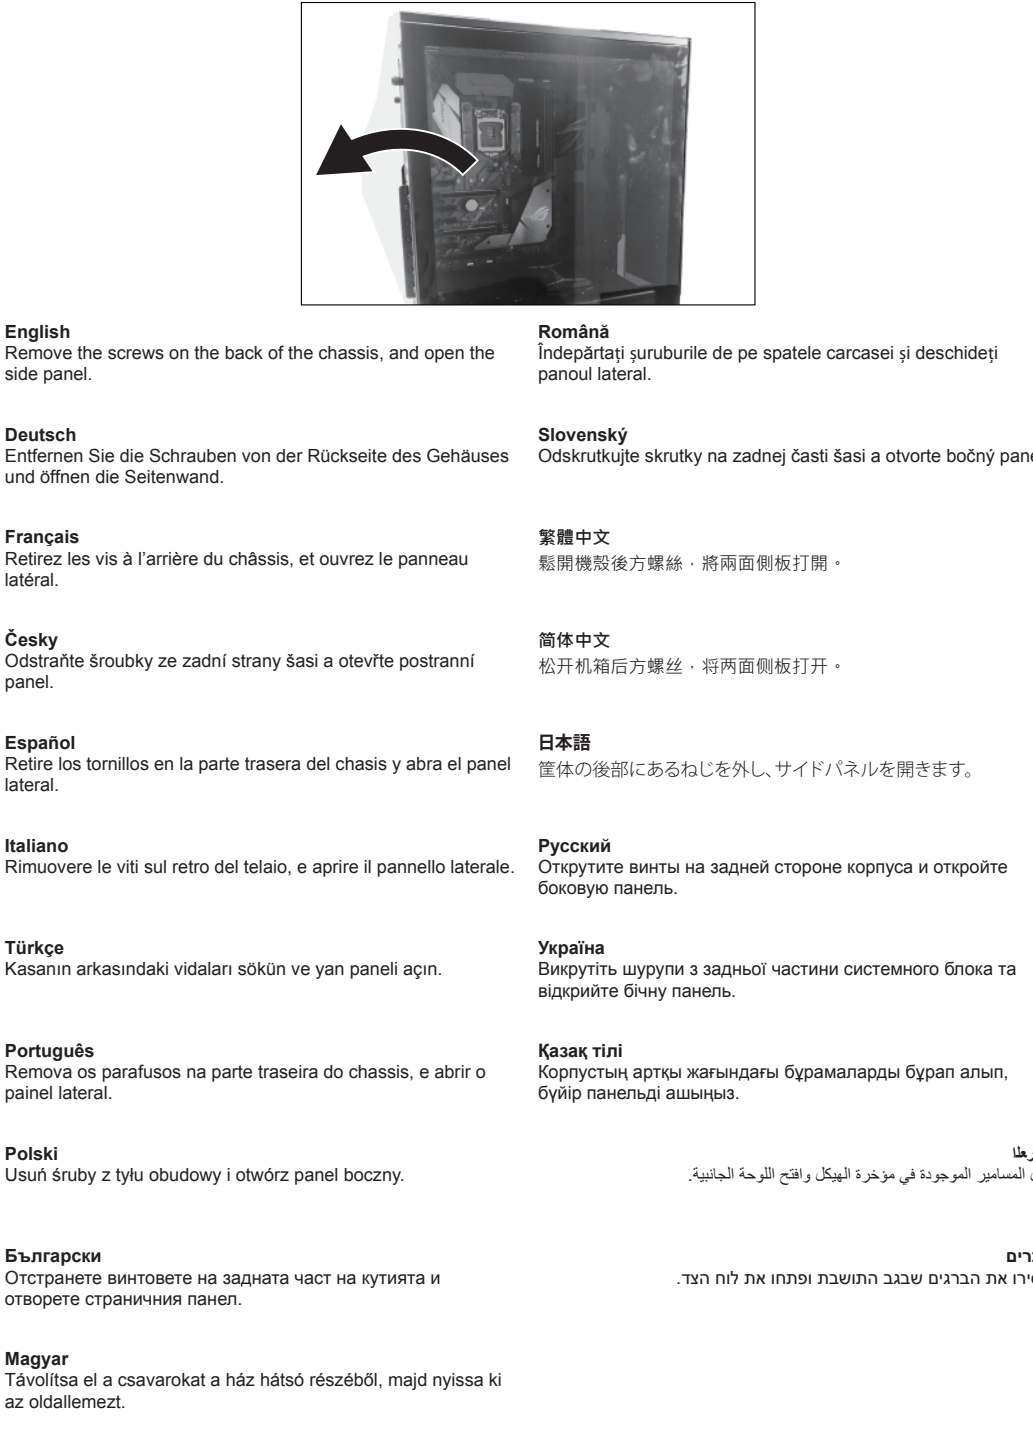 English
Remove the screws on the back of the chassis, and open the
side panel.
Deutsch
Entfernen Sie die Schrauben von der Rückseite des Gehäuses
und öffnen die Seitenwand.
Français
Retirez les vis à l’arrière du châssis, et ouvrez le panneau
latéral.
Česky
Odstraňte šroubky ze zadní strany šasi a otevřte postranní
panel.
Español
Retire los tornillos en la parte trasera del chasis y abra el panel
lateral.
Italiano
Rimuovere le viti sul retro del telaio, e aprire il pannello laterale.
Türkçe
Kasanın arkasındaki vidaları sökün ve yan paneli açın.
Português
Remova os parafusos na parte traseira do chassis, e abrir o
painel lateral.
Polski
Usuń śruby z tyłu obudowy i otwórz panel boczny.
Български
Отстранете винтовете на задната част на кутията и
отворете страничния панел.
Magyar
Távolítsa el a csavarokat a ház hátsó részéből, majd nyissa ki
az oldallemezt.
Română
Îndepărtați șuruburile de pe spatele carcasei și deschideți
panoul lateral.
Slovenský
Odskrutkujte skrutky na zadnej časti šasi a otvorte bočný
繁體中文
鬆開機殼後方螺絲，將兩面側板打開。
简体中文
松开机箱后方螺丝，将两面侧板打开。
日本語
筐体の後部にあるねじを外し、サイドパネルを開きます。
Русский
Открутите винты на задней стороне корпуса и откройте
боковую панель.
Україна
Викрутіть шурупи з задньої частини системного блока та
відкрийте бічну панель.
Қазақ тілі
Корпустың артқы жағындағы бұрамаларды бұрап алып,
бүйір панельді ашыңыз.
المسامير الموجودة في مؤخرة الهيكل وافتح اللوحة الجانبية.
את הברגים שבגב התושבת ופתחו את לוח הצד.